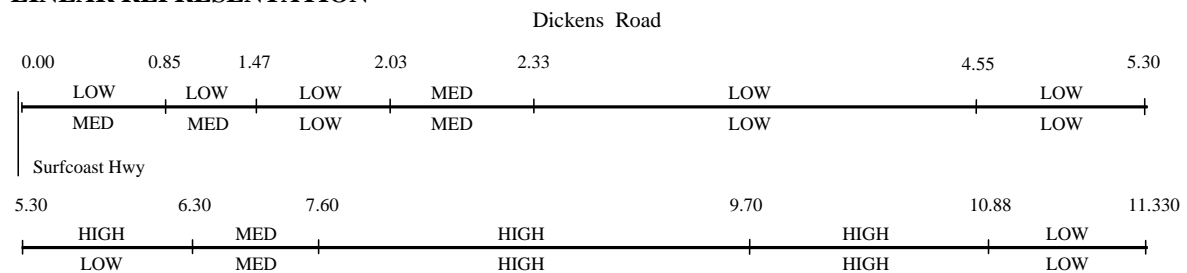 LINEAR REPRESENTATION
Dickens Road
0.00 0.85 1.47 2.03 2.33 4.55 5.30
LOW LOW LOW MED LOW LOW
MED MED LOW MED LOW LOW
Surfcoast Hwy
5.30 6.30 7.60 9.70 10.88 11.330
HIGH MED HIGH HIGH LOW
LOW MED HIGH HIGH LOW